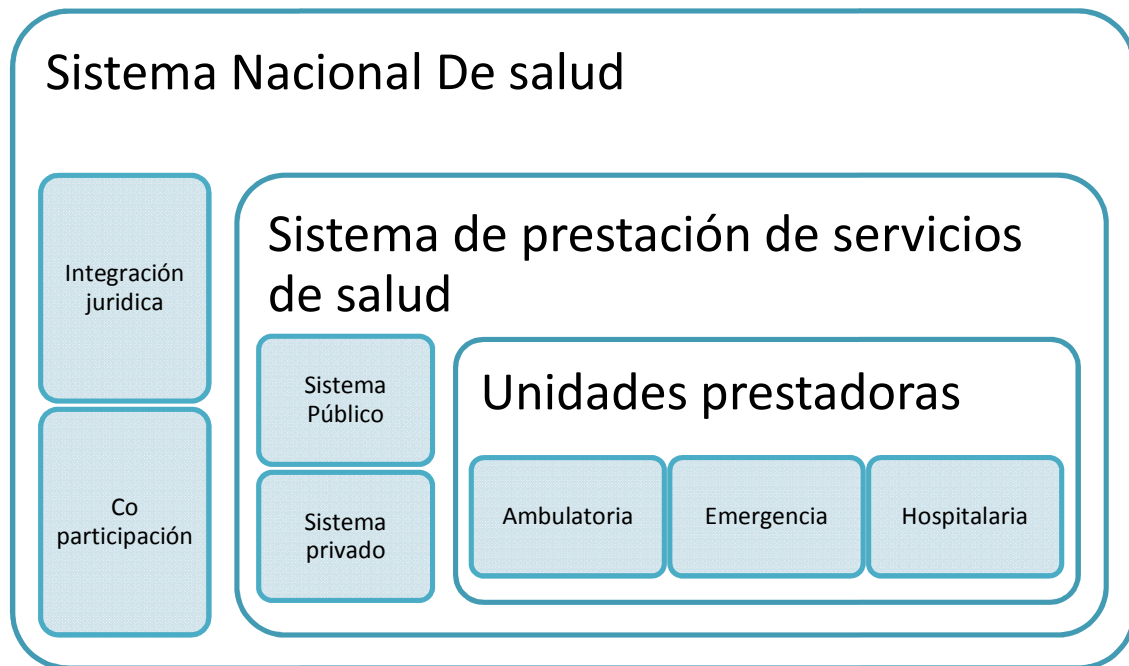 Sistema Nacional De salud
Integración
juridica
Co
participación
Sistema de prestación de servicios
de salud
Sistema
Público
Sistema
privado
Unidades prestadoras
Ambulatoria
Emergencia
Hospitalaria